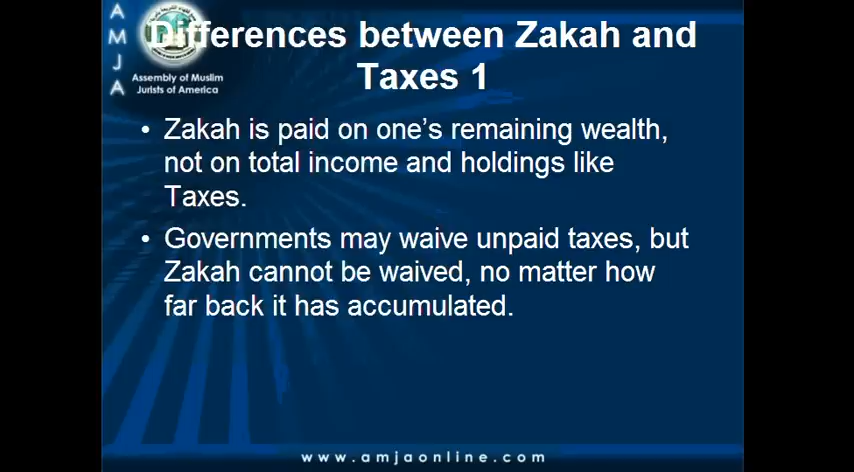 A
M
J
A
Assembly of Muslim
Jurists of America
Differences between Zakah and
Taxes 1
• Zakah is paid on one's remaining wealth,
not on total income and holdings like
Taxes.
• Governments may waive unpaid taxes, but
Zakah cannot be waived, no matter how
far back it has accumulated.
www.amjaonline.com